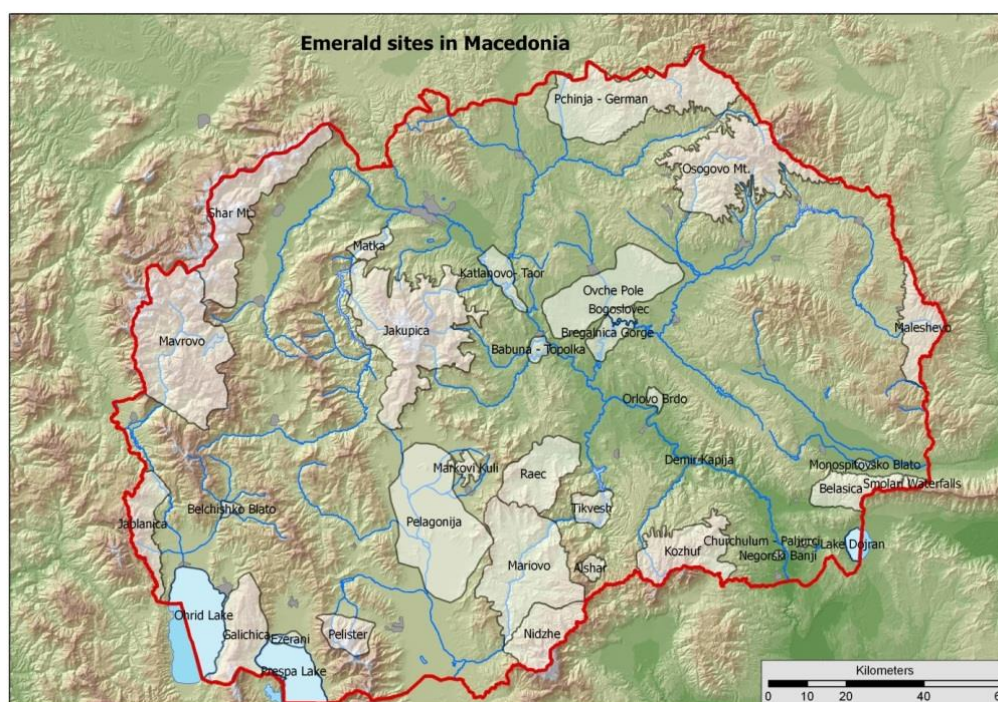 Emerald sites in Macedonia
Pchinja - German
Osogovo Mt.
Shar Mt.
Matka
Katlanovo- Taor
Ovche Pole
Bogoslovec
Mavrovo
Jakupica
Bregalnica Gorge
Maleshevo
Babuna - Topolka
Orlovo Brdo
Markovi Kuli
Raec
Demir Kapija
Monospitovsko Blato
Smolari Waterfalls
Belasica
Jablanica
Belchishko Blato
Pelagonija
Tikvesh
Churchulum - Paljurci
Lake Dojran
Kozhuf
Negorski Banji
Mariovo
Alshar
Ohrid Lake
Galichica
Ezerani
Pelister
Nidzhe
Prespa Lake
Kilometers
0 10 20 40